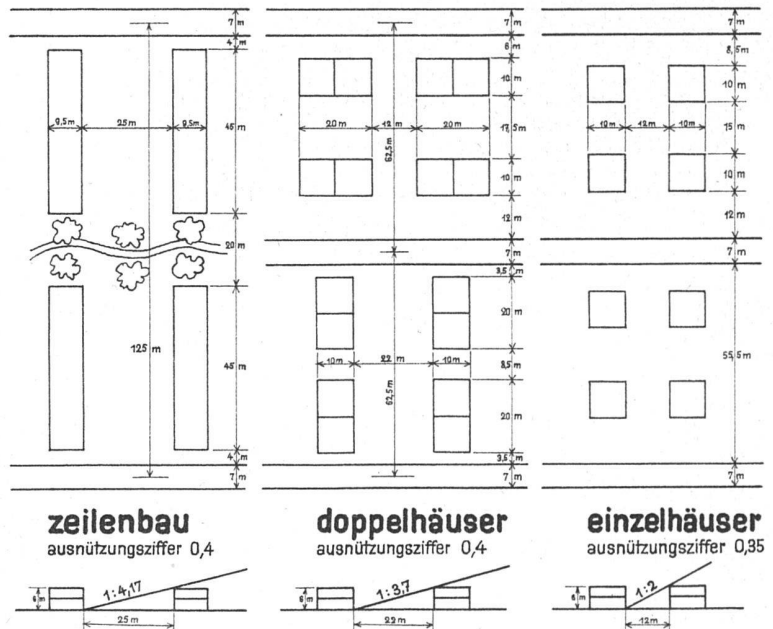 7 m
4 m
9,5m
25 m
9,5m
45 m
20 m
125 m
45 m
4 m
7 m
zeilenbau
ausnützungsziffer 0,4
6 m
1:4,17
25 m
7 m
6 m
10 m
20 m
12 m
20 m
17,5m
62,5m
10 m
12 m
7 m
3,5 m
20 m
10m
22 m
10m
8,5m
62,5m
20 m
3,5 m
7 m
doppelhäuser
ausnützungsziffer 0,4
6m
1:3,7
22m
7 m
8,5m
10 m
10m
12m
10m
15 m
10 m
12 m
7 m
55,5m
7 m
einzelhäuser
ausnützungsziffer 0,35
6m
1:2
12m